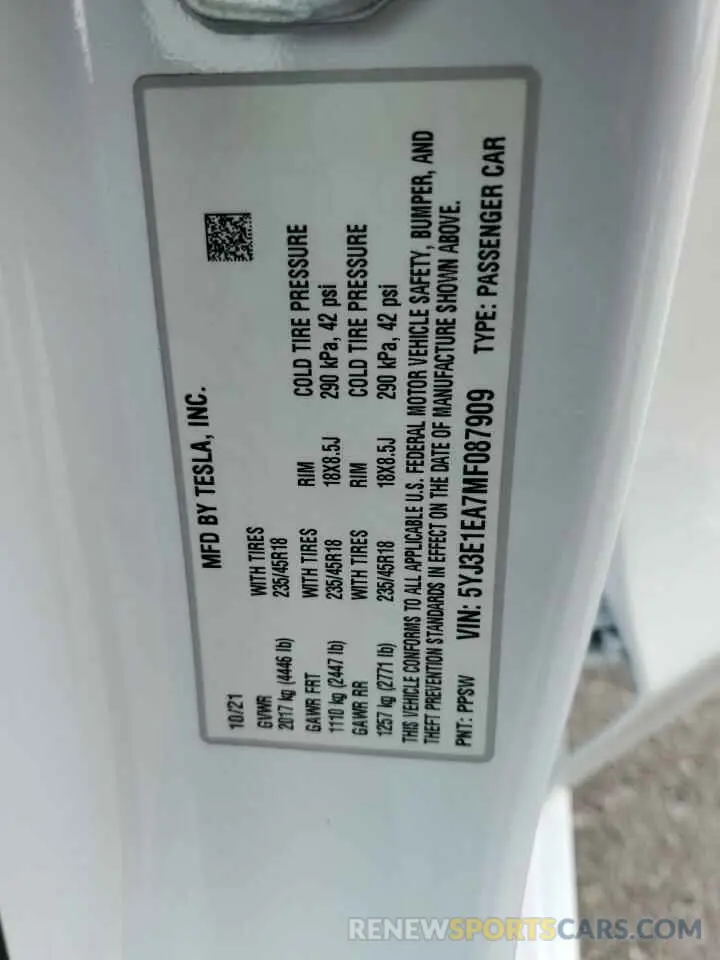 MFD BY TESLA, INC.
10/21
GVWR WITH TIRES
2017 kg (4446 lb) 235/45R18
GAWR FRT WITH TIRES RIM COLD TIRE PRESSURE
1110 kg (2447 lb) 235/45R18 18X8.5J 290 kPa, 42 psi
GAWR RR WITH TIRES RIM COLD TIRE PRESSURE
1257 kg (2771 lb) 235/45R18 18X8.5J 290 kPa, 42 psi
THIS VEHICLE CONFORMS TO ALL APPLICABLE U.S. FEDERAL MOTOR VEHICLE SAFETY, BUMPER, AND
THEFT PREVENTION STANDARDS IN EFFECT ON THE DATE OF MANUFACTURE SHOWN ABOVE.
PNT: PPSW VIN: 5YJ3E1EA7MF087909 TYPE: PASSENGER CAR
RENEWSPORTSCARS.COM